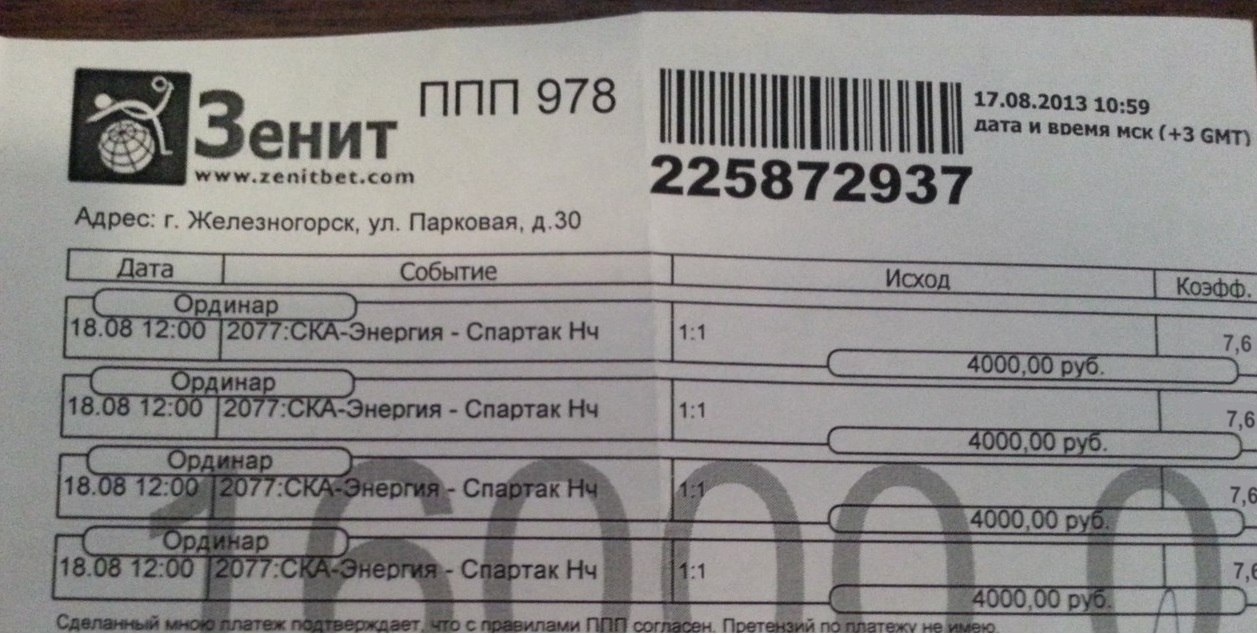 Зенит
www.zenitbet.com
ППП 978
225872937
17.08.2013 10:59
дата и время мск (+3 GMT)
Адрес: г. Железногорск, ул. Парковая, д.30
Дата Событие Исход Коэфф.
Ординар
18.08 12:00 2077:СКА-Энергия - Спартак Нч 1:1 7,6
4000,00 руб.
Ординар
18.08 12:00 2077:СКА-Энергия - Спартак Нч 1:1 7,6
4000,00 руб.
Ординар
18.08 12:00 2077:СКА-Энергия - Спартак Нч 1:1 7,6
4000,00 руб.
Ординар
18.08 12:00 2077:СКА-Энергия - Спартак Нч 1:1 7,6
4000,00 руб.
16000 0
Сделанный мною платеж подтверждает, что с правилами ППП согласен. Претензий по платежу не имею.